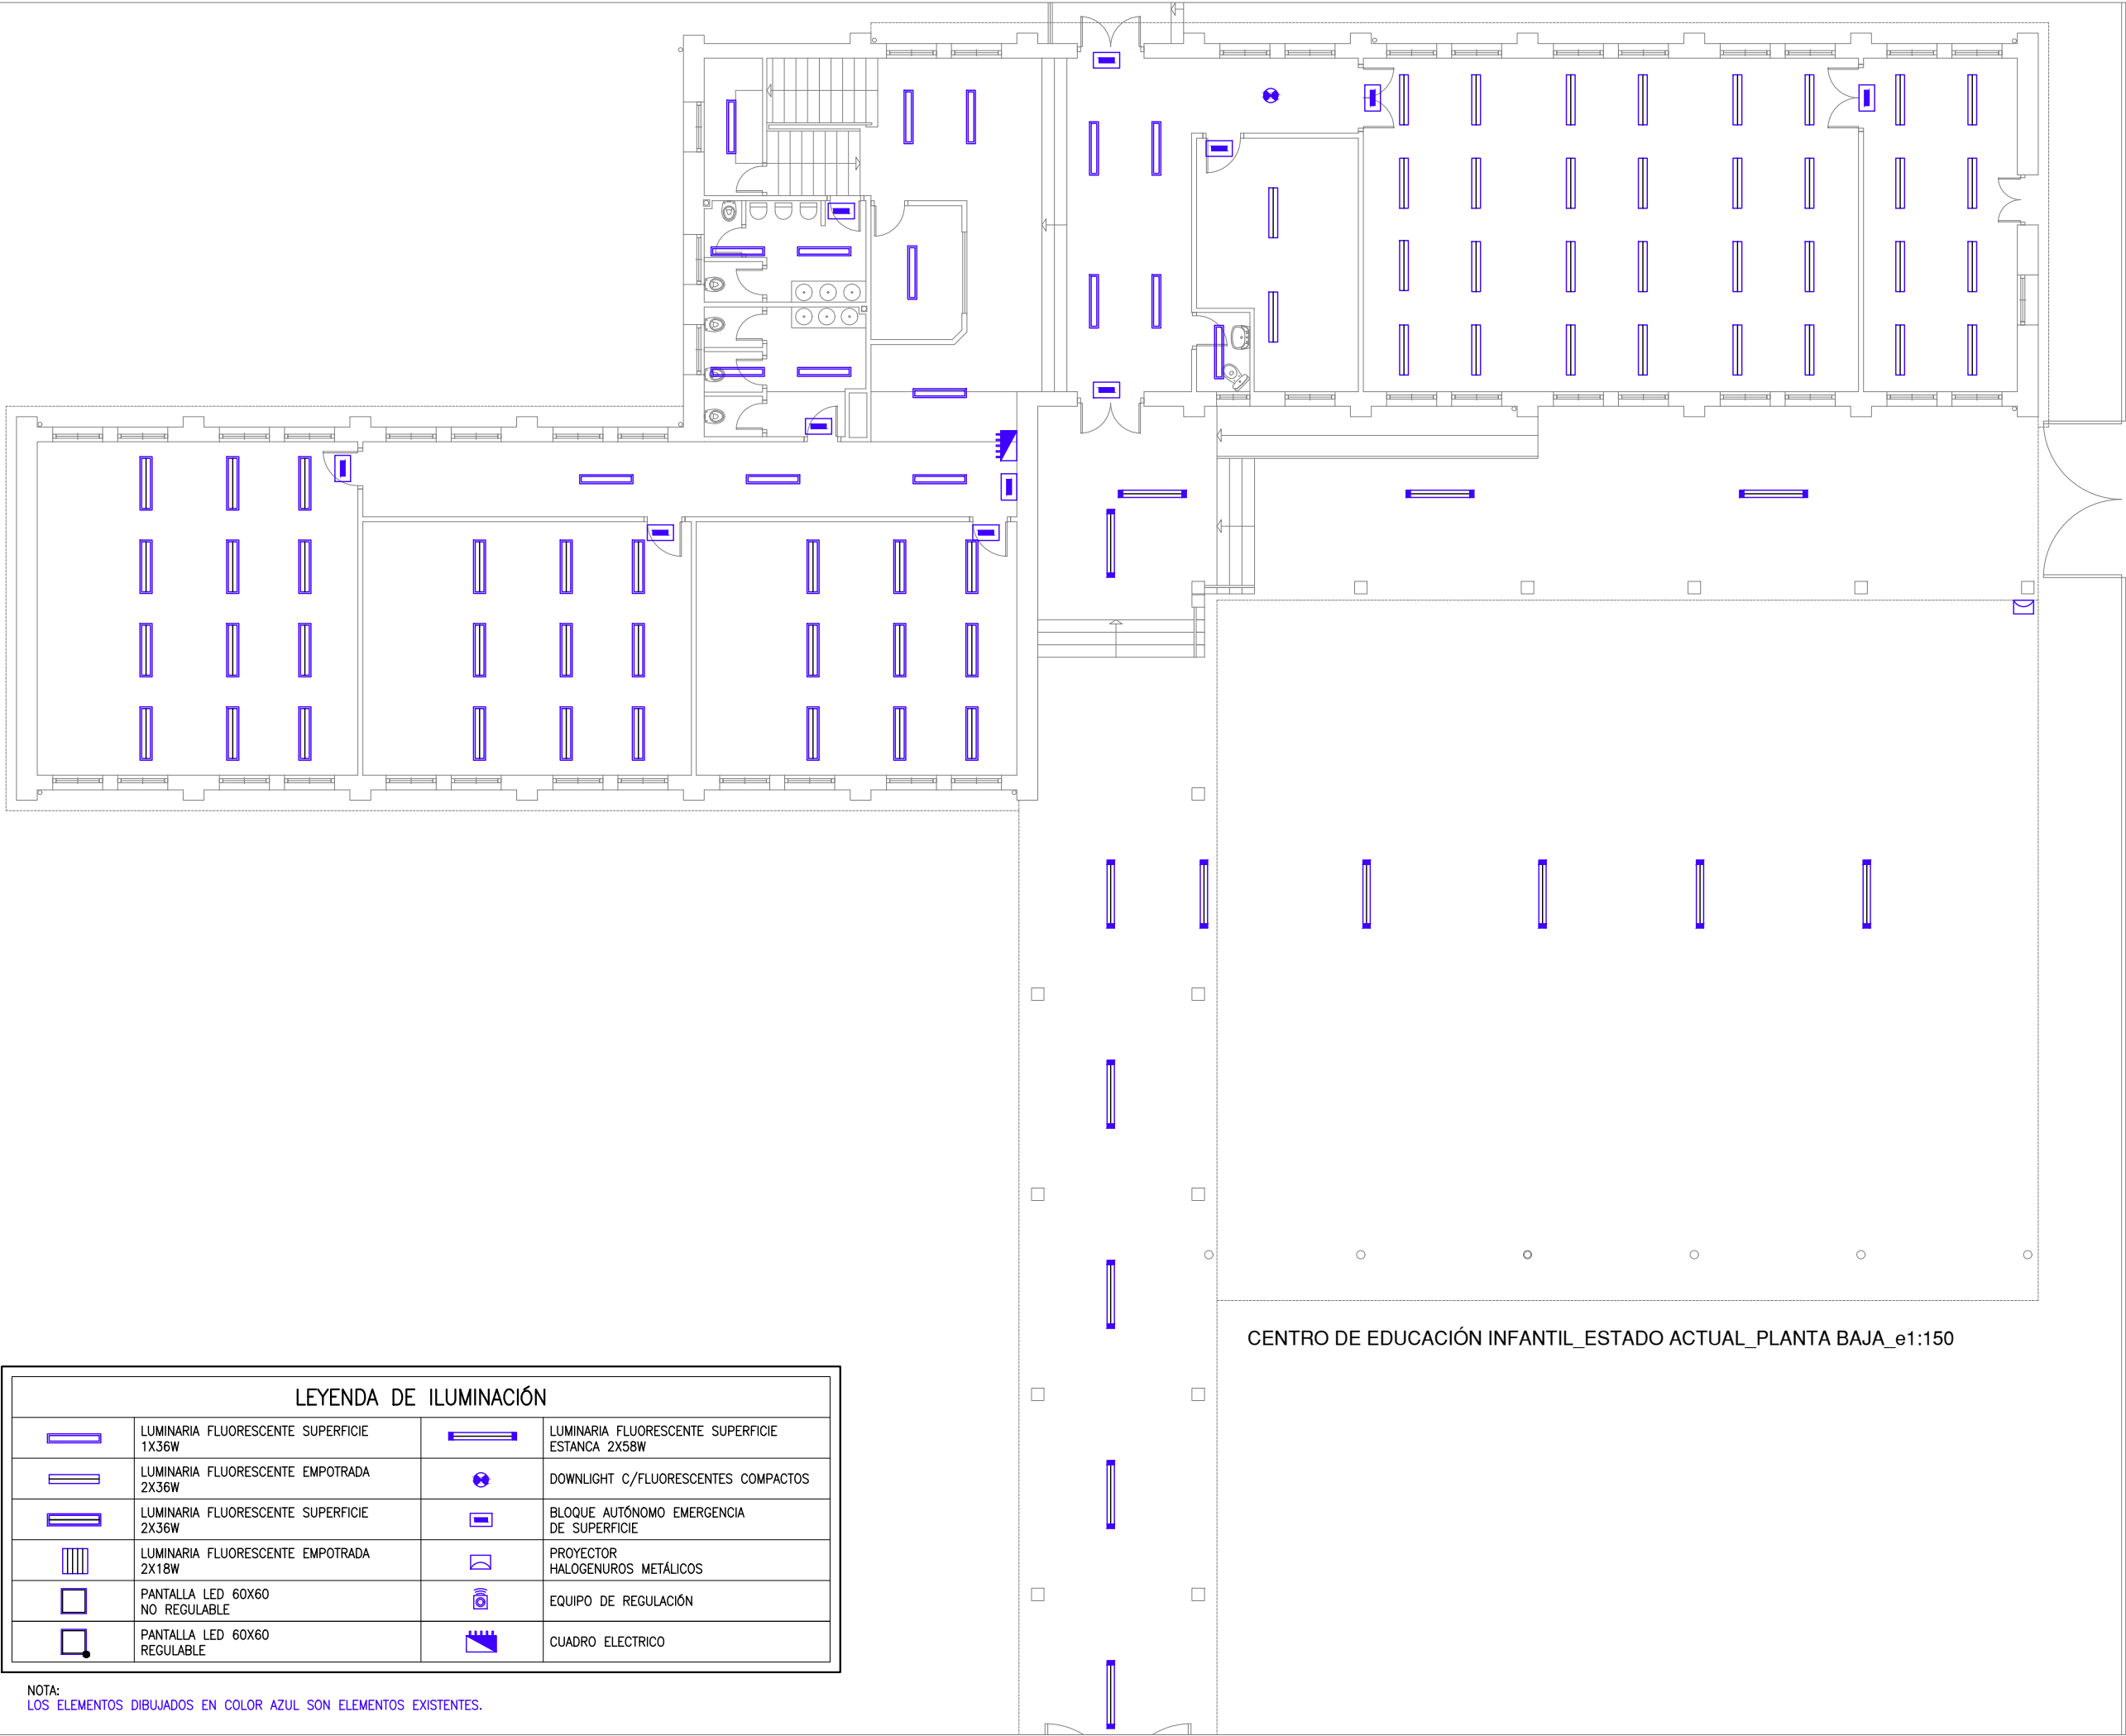 CENTRO DE EDUCACIÓN INFANTIL_ESTADO ACTUAL_PLANTA BAJA_e1:150
LEYENDA DE ILUMINACIÓN
LUMINARIA FLUORESCENTE SUPERFICIE
1X36W
LUMINARIA FLUORESCENTE SUPERFICIE
ESTANCA 2X58W
LUMINARIA FLUORESCENTE EMPOTRADA
2X36W
DOWNLIGHT C/FLUORESCENTES COMPACTOS
LUMINARIA FLUORESCENTE SUPERFICIE
2X36W
BLOQUE AUTÓNOMO EMERGENCIA
DE SUPERFICIE
LUMINARIA FLUORESCENTE EMPOTRADA
2X18W
PROYECTOR
HALOGENUROS METÁLICOS
PANTALLA LED 60X60
NO REGULABLE
EQUIPO DE REGULACIÓN
PANTALLA LED 60X60
REGULABLE
CUADRO ELECTRICO
NOTA:
LOS ELEMENTOS DIBUJADOS EN COLOR AZUL SON ELEMENTOS EXISTENTES.